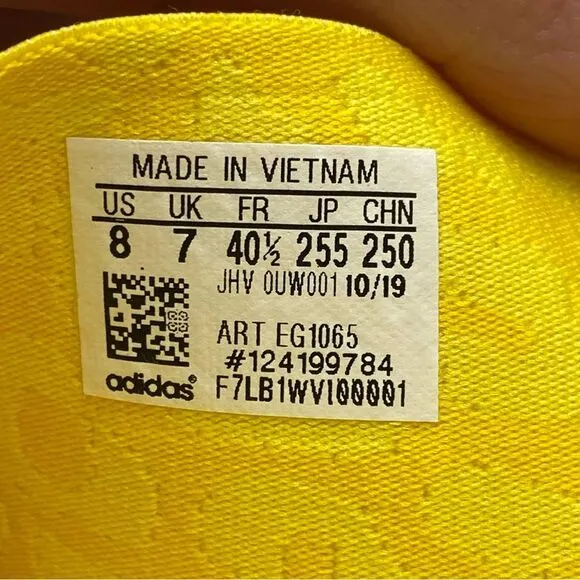 MADE IN VIETNAM
US UK FR JP CHN
8 7 40½ 255 250
JHV 0UW001 10/19
ART EG1065
#124199784
adidas® F7LB1WVI00001